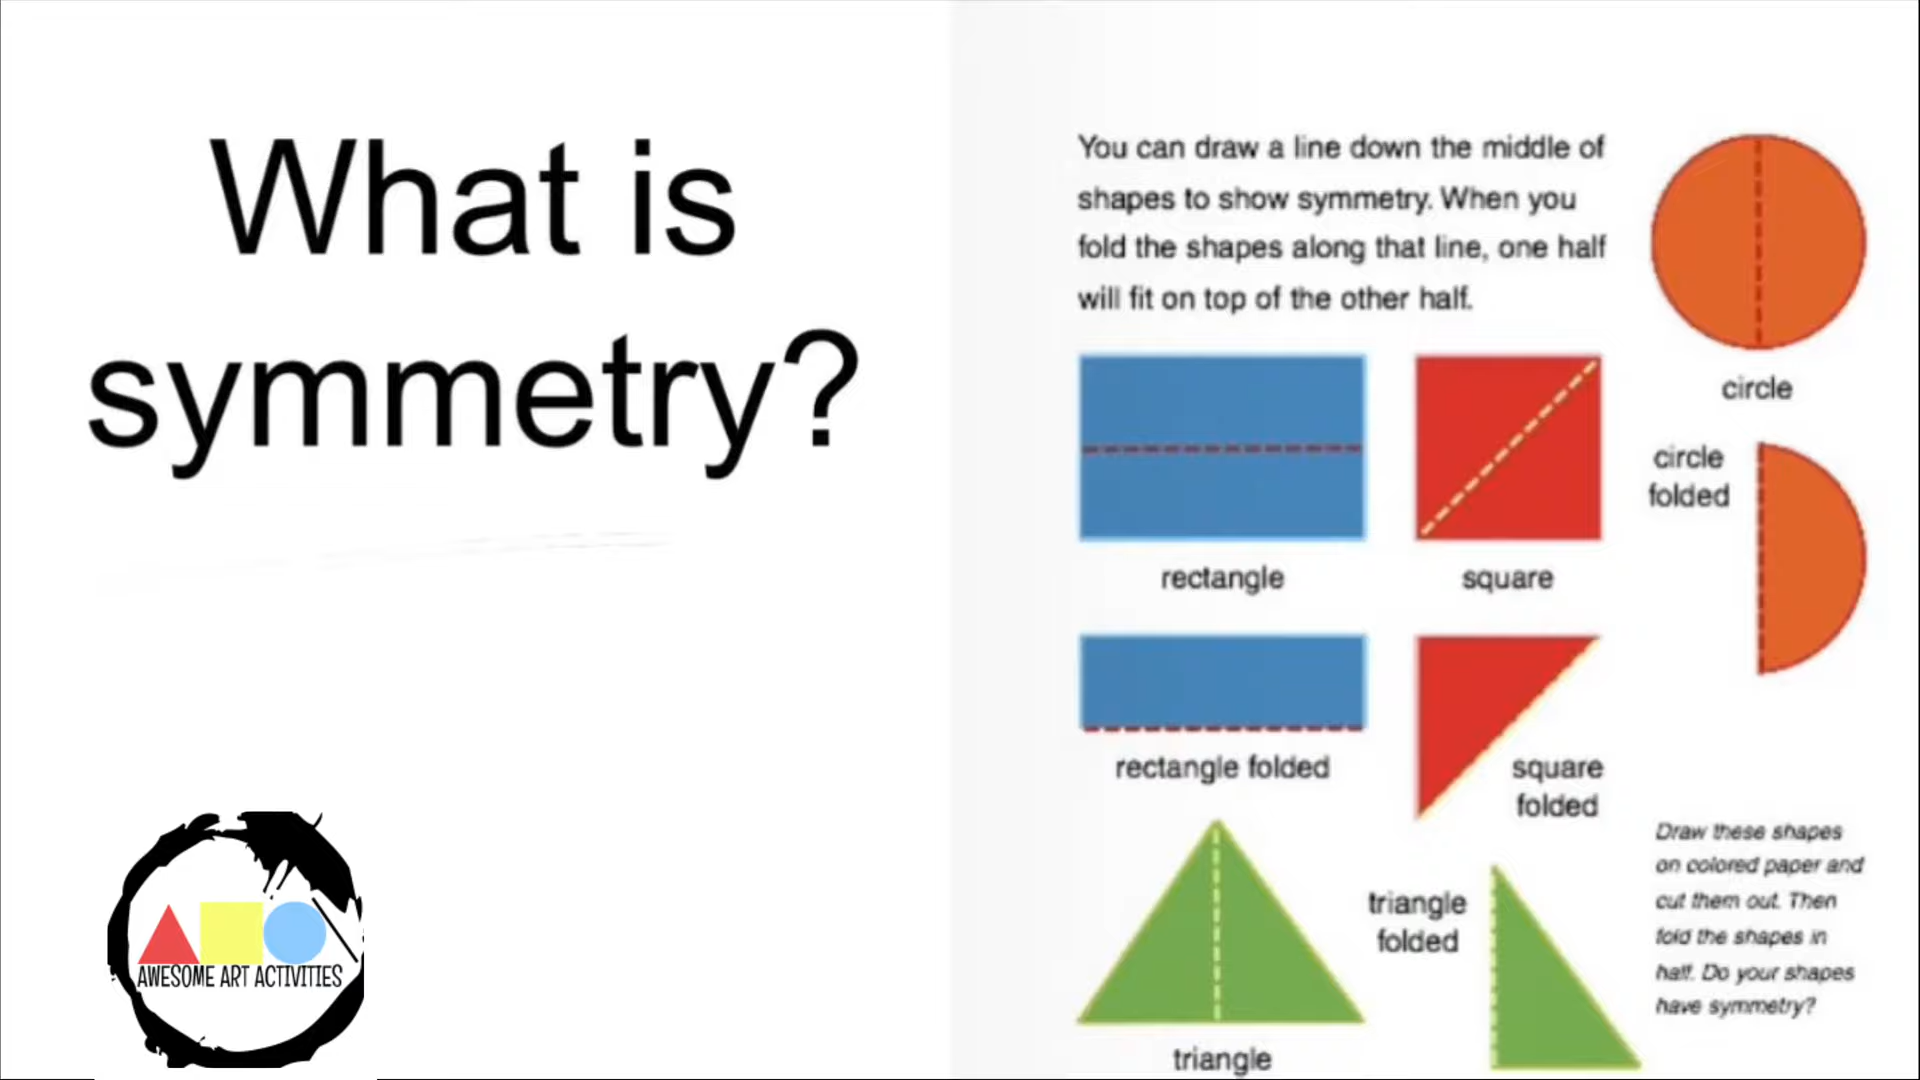 What is
symmetry?
You can draw a line down the middle of
shapes to show symmetry. When you
fold the shapes along that line, one half
will fit on top of the other half.
circle
circle
folded
rectangle
square
rectangle folded
square
folded
triangle
folded
triangle
Draw these shapes
on colored paper and
cut them out. Then
fold the shapes in
half. Do your shapes
have symmetry?
AWESOME ART ACTIVITIES